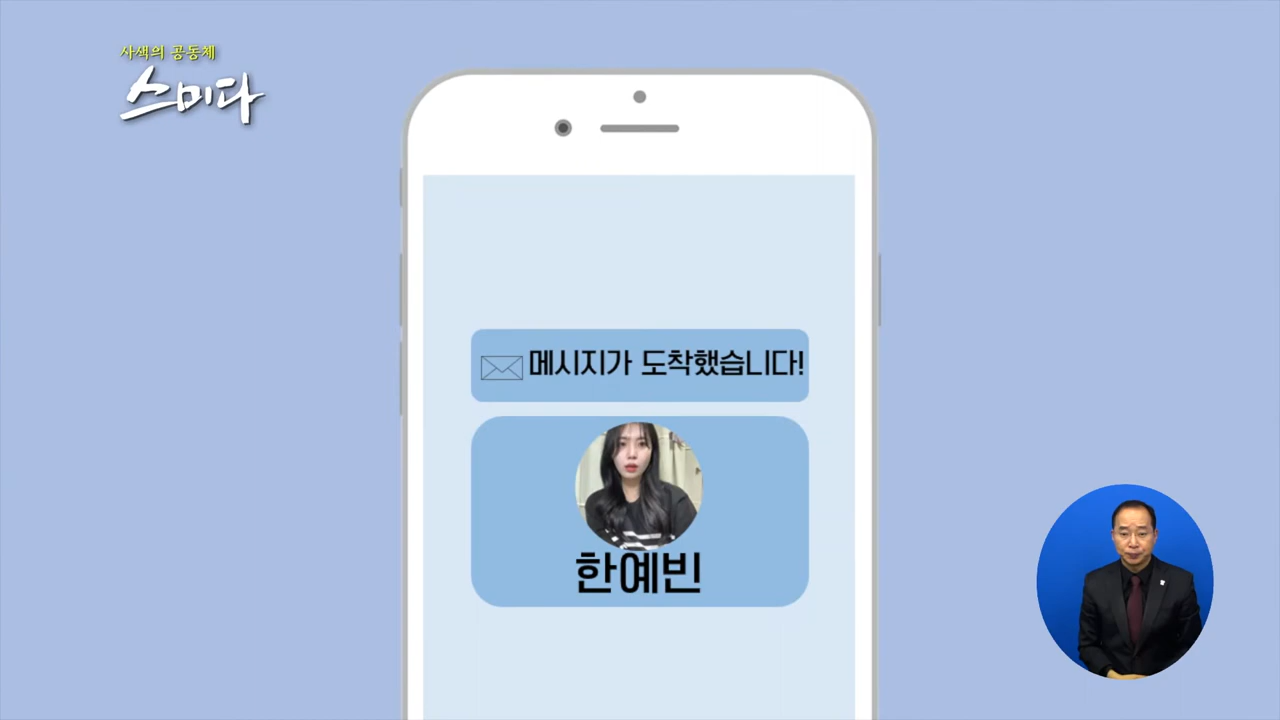 사색의 공동체
스미다
메시지가 도착했습니다!
한예빈